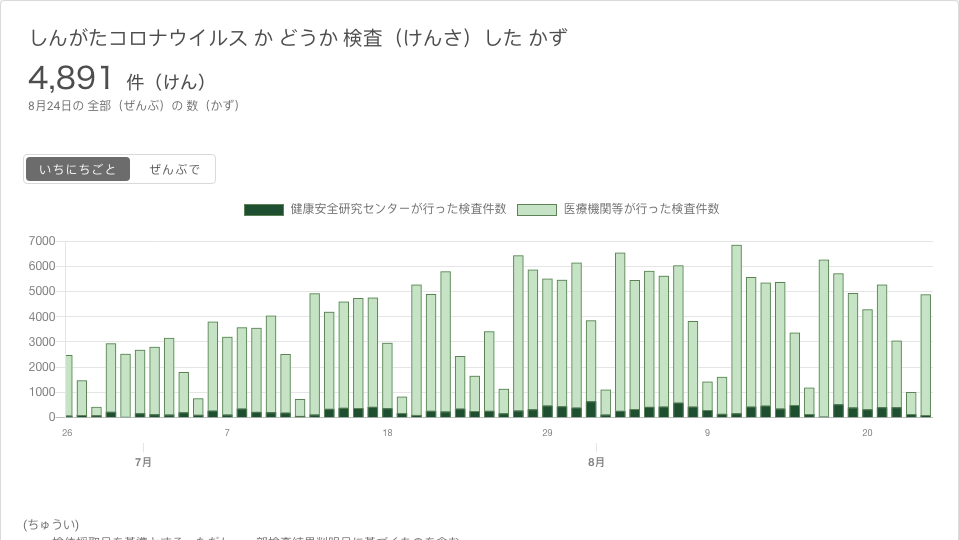 しんがたコロナウイルス か どうか 検査（けんさ）した かず
4,891 件（けん）
8月24日の 全部（ぜんぶ）の 数（かず）
いちにちごと ぜんぶで
健康安全研究センターが行った検査件数 医療機関等が行った検査件数
7000
6000
5000
4000
3000
2000
1000
0
26 7 18 29 9 20
7月 8月
(ちゅうい)